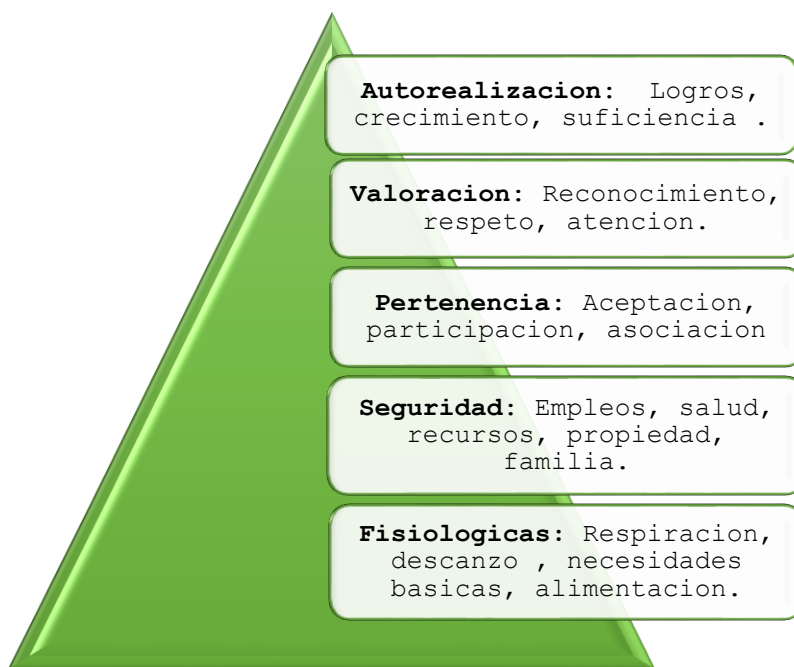 Autorealizacion: Logros,
crecimiento, suficiencia .
Valoracion: Reconocimiento,
respeto, atencion.
Pertenencia: Aceptacion,
participacion, asociacion
Seguridad: Empleos, salud,
recursos, propiedad,
familia.
Fisiologicas: Respiracion,
descanzo , necesidades
basicas, alimentacion.